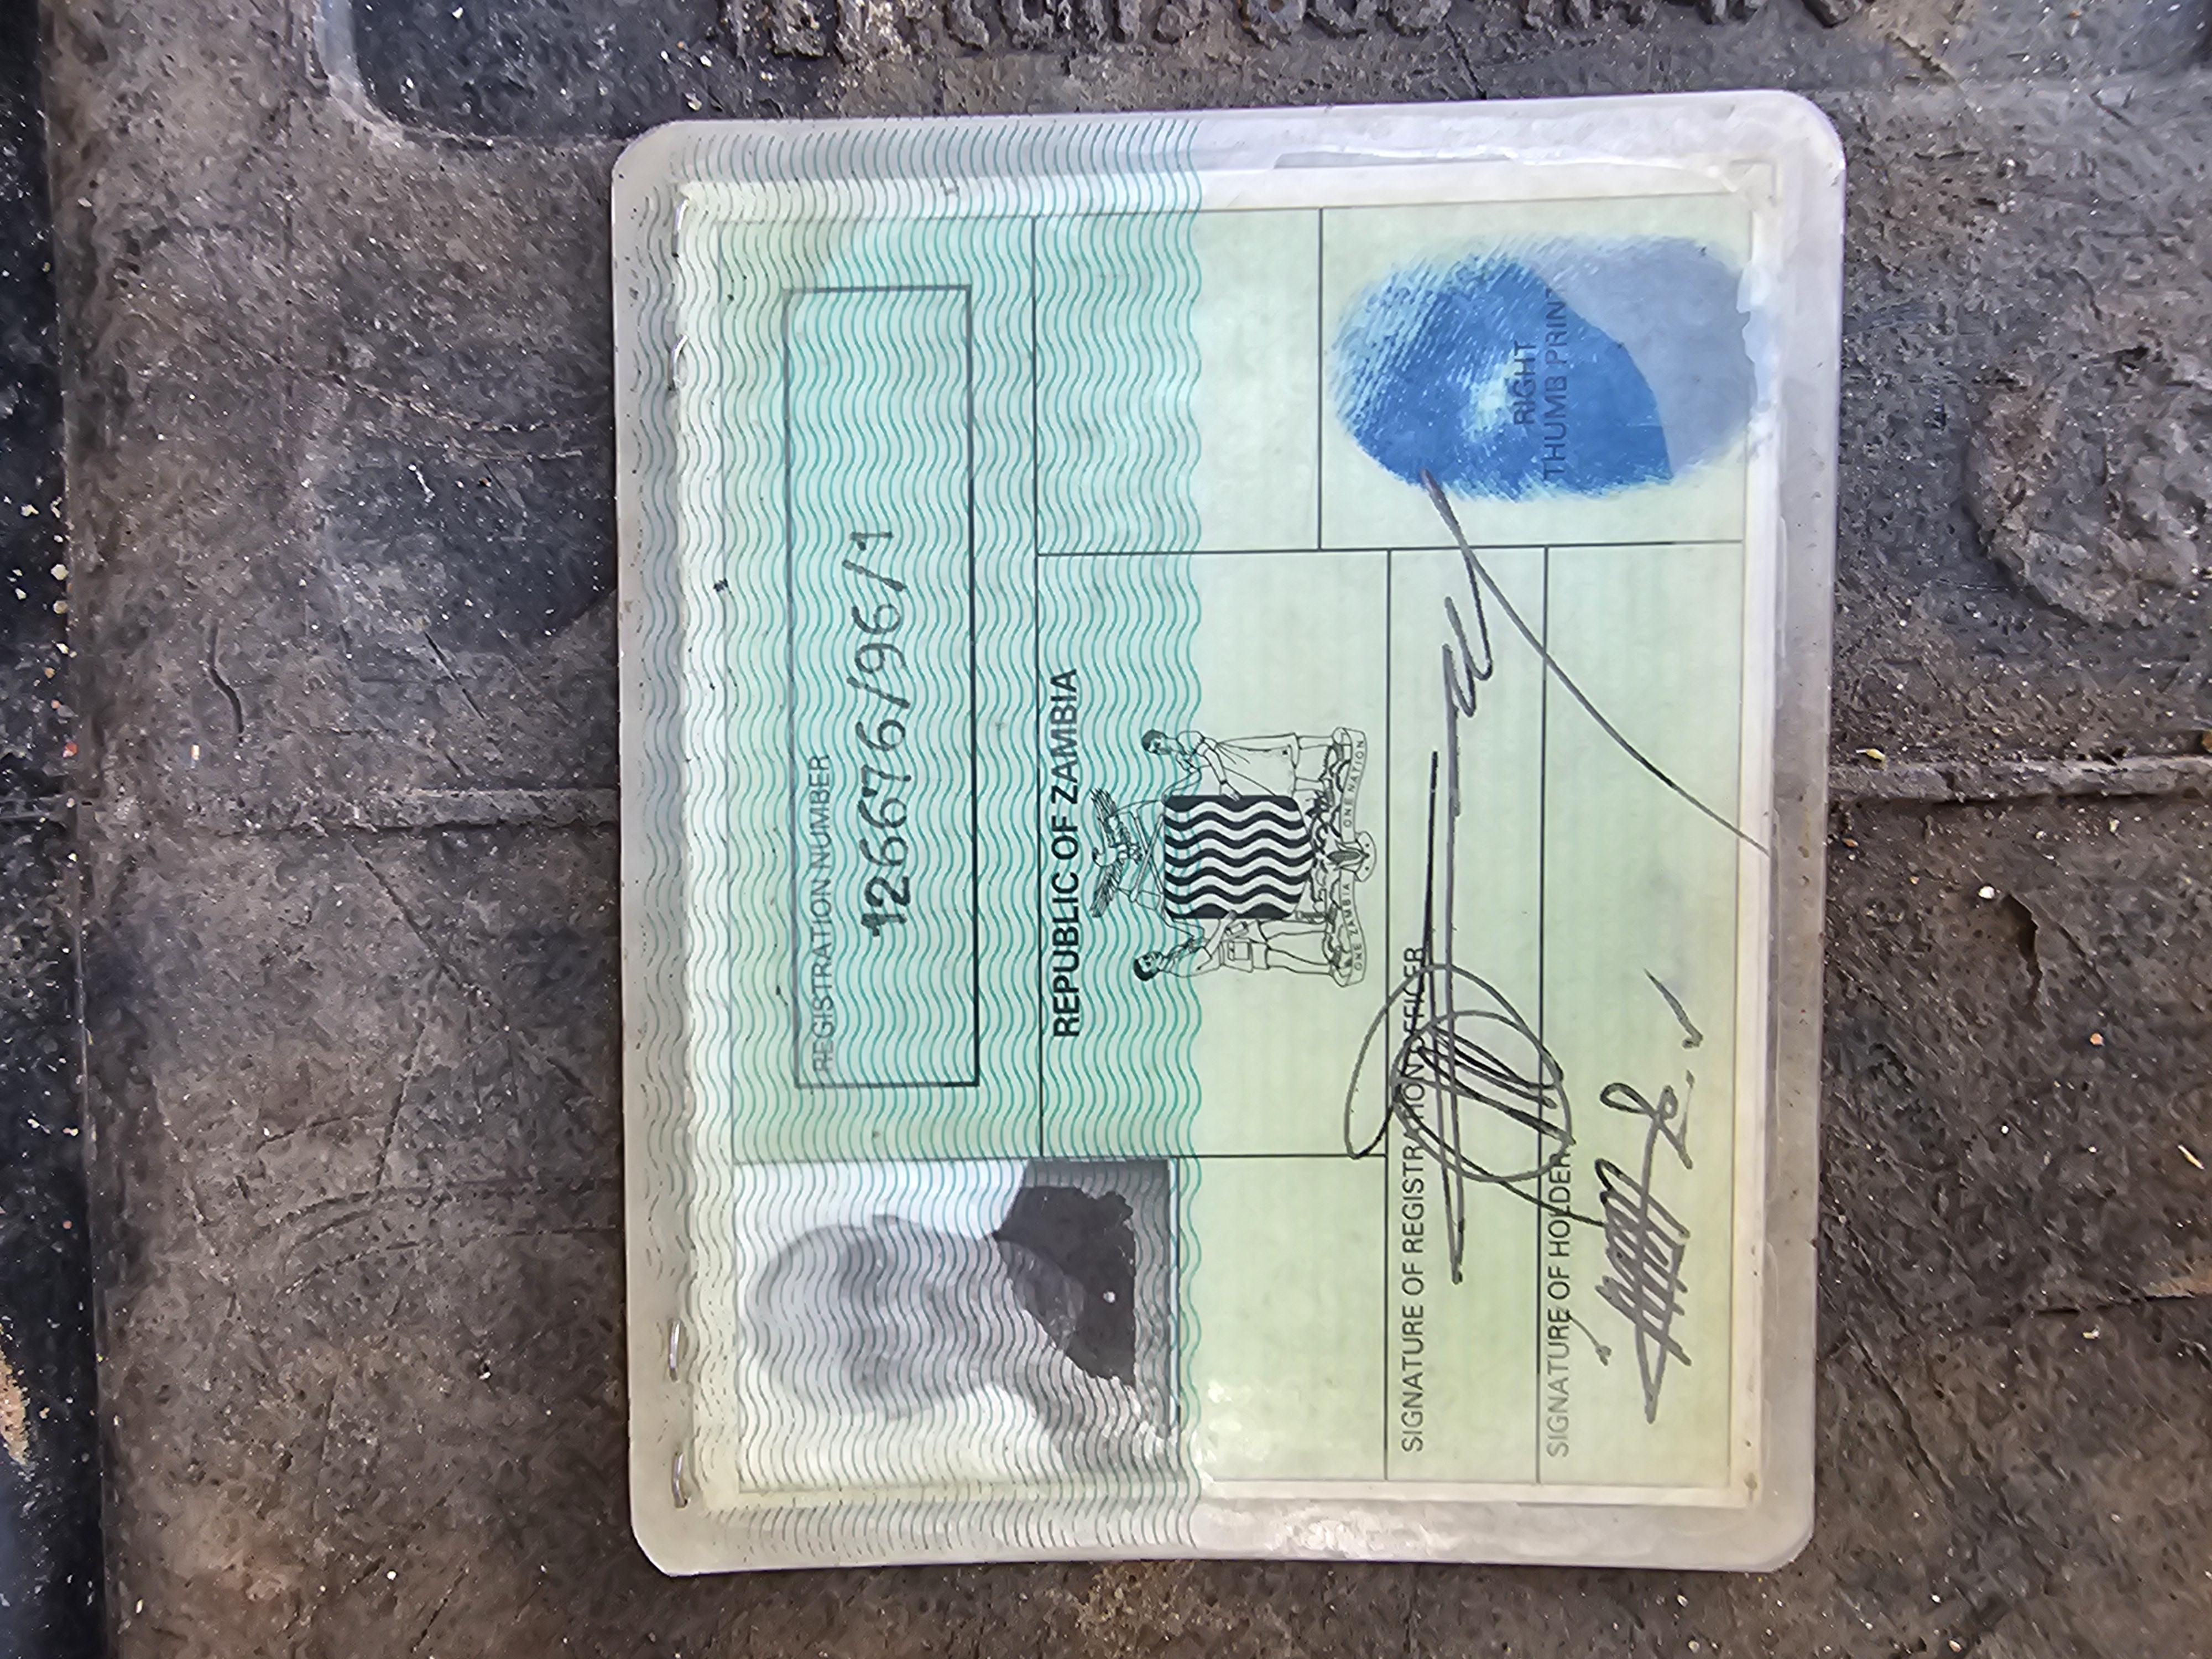 REGISTRATION NUMBER
126676/96/1
REPUBLIC OF ZAMBIA
ONE ZAMBIA ONE NATION
SIGNATURE OF REGISTRATION OFFICER
SIGNATURE OF HOLDER
RIGHT
THUMB PRINT